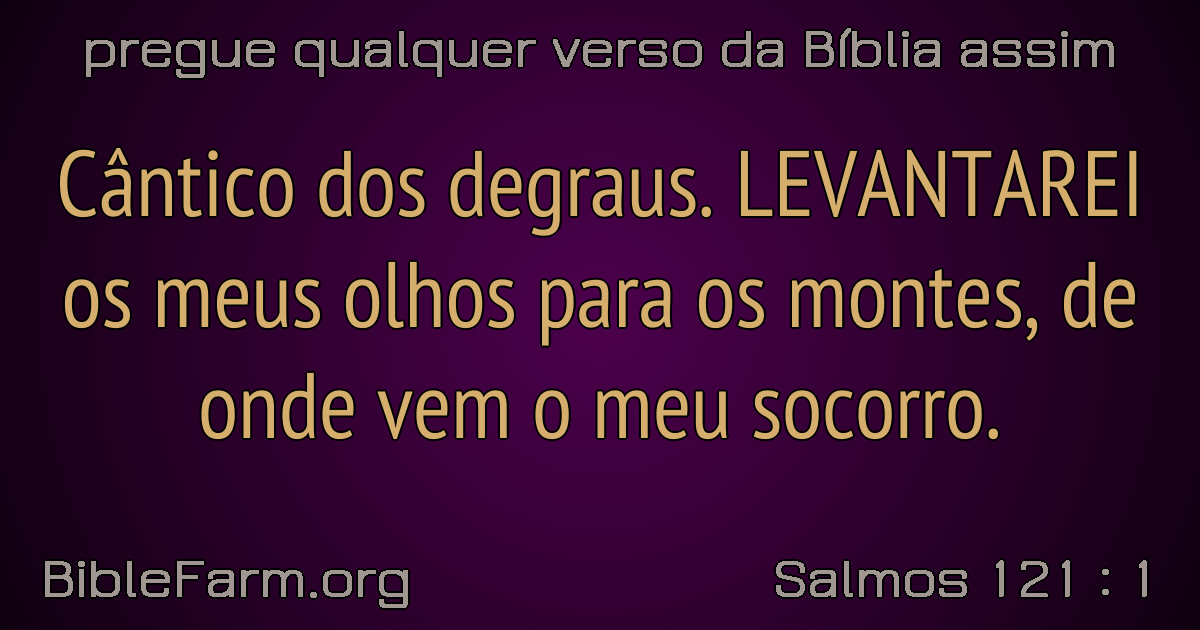 pregue qualquer verso da Bíblia assim
Cântico dos degraus. LEVANTAREI
os meus olhos para os montes, de
onde vem o meu socorro.
BibleFarm.org
Salmos 121 : 1